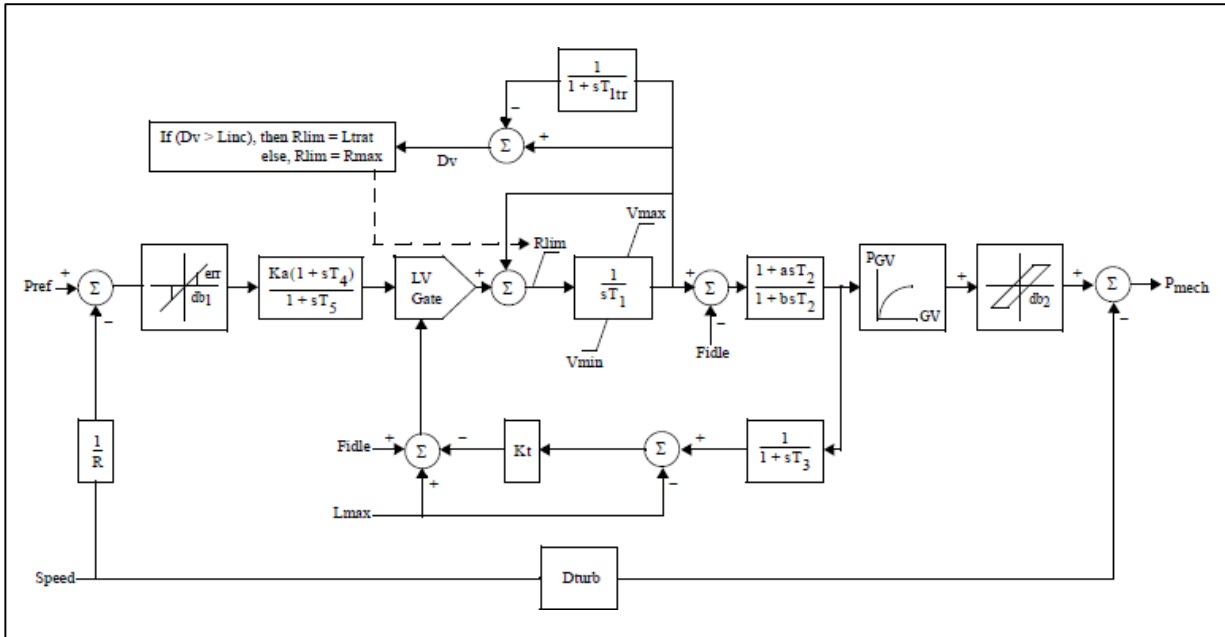 1
1 + sT1tr
−
If (Dv > Linc), then Rlim = Ltrat
else, Rlim = Rmax
Σ
+
Dv
Vmax
Rlim
Pref
+
Σ
−
err
db1
Ka(1 + sT4)
1 + sT5
LV
Gate
+
Σ
1
sT1
Vmin
+
Σ
−
Fidle
1 + asT2
1 + bsT2
PGV
GV
+
db2
+
Σ
−
Pmech
1
R
Fidle
+
Σ
−
+
Kt
Σ
+
−
1
1 + sT3
Lmax
Speed
Dturb